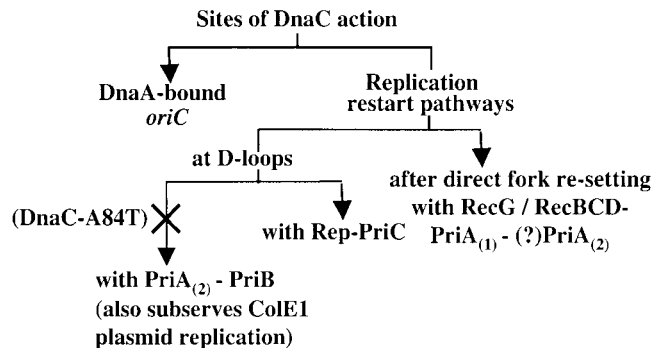 Sites of DnaC action
DnaA-bound
oriC
Replication
restart pathways
at D-loops
(DnaC-A84T)
with PriA(2) - PriB
(also subserves ColE1
plasmid replication)
with Rep-PriC
after direct fork re-setting
with RecG / RecBCD-
PriA(1) - (?)PriA(2)